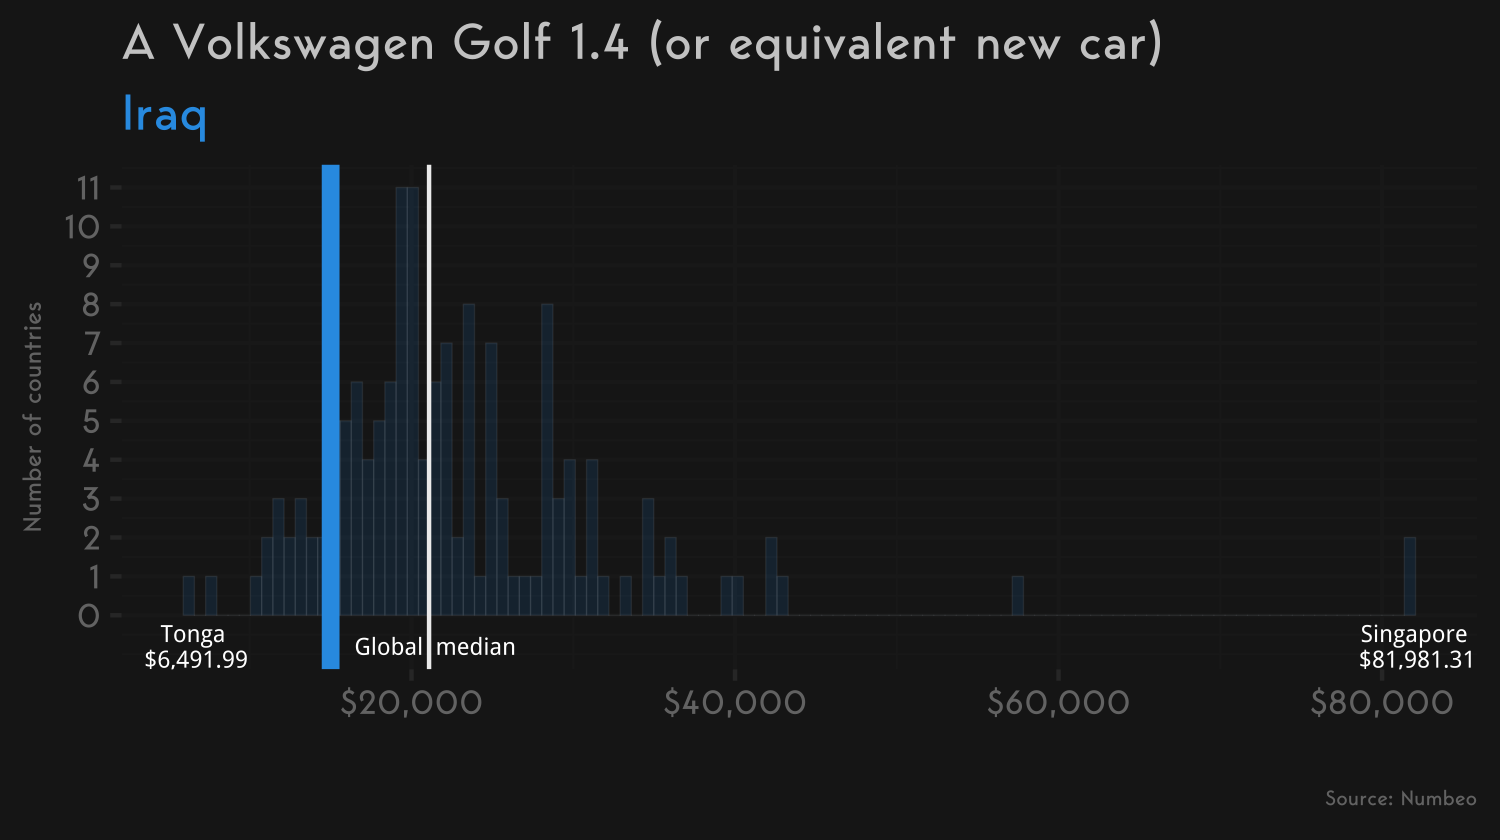 A Volkswagen Golf 1.4 (or equivalent new car)
Iraq
Number of countries
11
10
9
8
7
6
5
4
3
2
1
0
Tonga
$6,491.99
Global median
Singapore
$81,981.31
$20,000
$40,000
$60,000
$80,000
Source: Numbeo